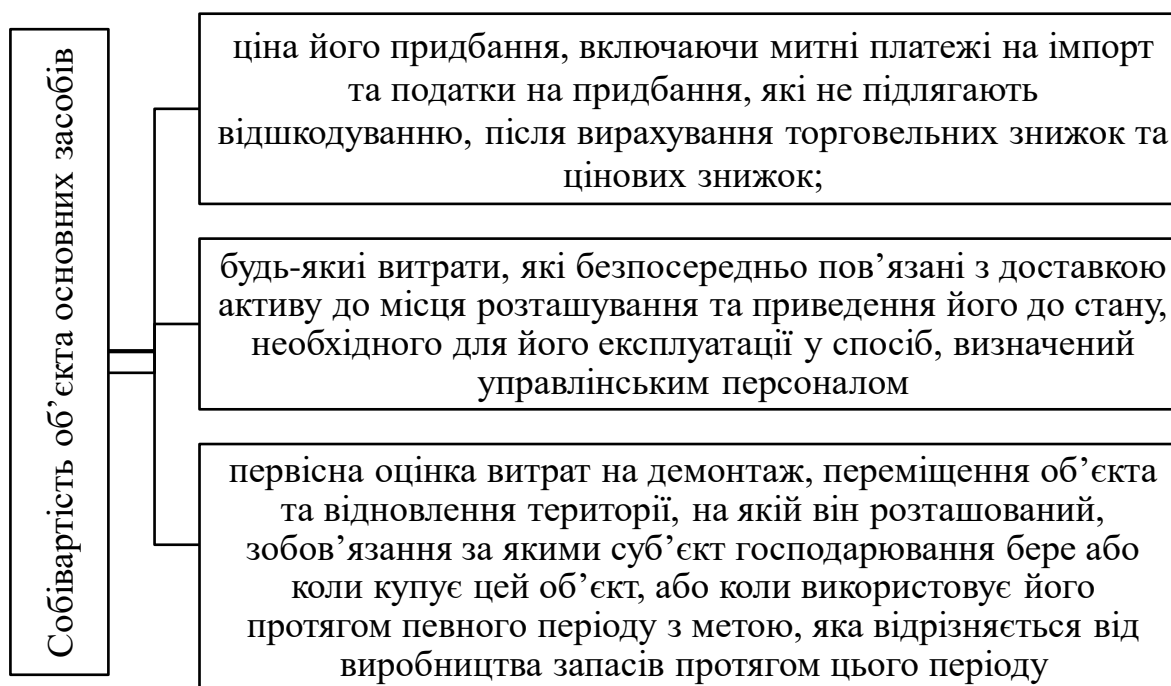 Собівартість об’єкта основних засобів
ціна його придбання, включаючи митні платежі на імпорт
та податки на придбання, які не підлягають
відшкодуванню, після вирахування торговельних знижок та
цінових знижок;
будь-якиі витрати, які безпосередньо пов’язані з доставкою
активу до місця розташування та приведення його до стану,
необхідного для його експлуатації у спосіб, визначений
управлінським персоналом
первісна оцінка витрат на демонтаж, переміщення об’єкта
та відновлення території, на якій він розташований,
зобов’язання за якими суб’єкт господарювання бере або
коли купує цей об’єкт, або коли використовує його
протягом певного періоду з метою, яка відрізняється від
виробництва запасів протягом цього періоду